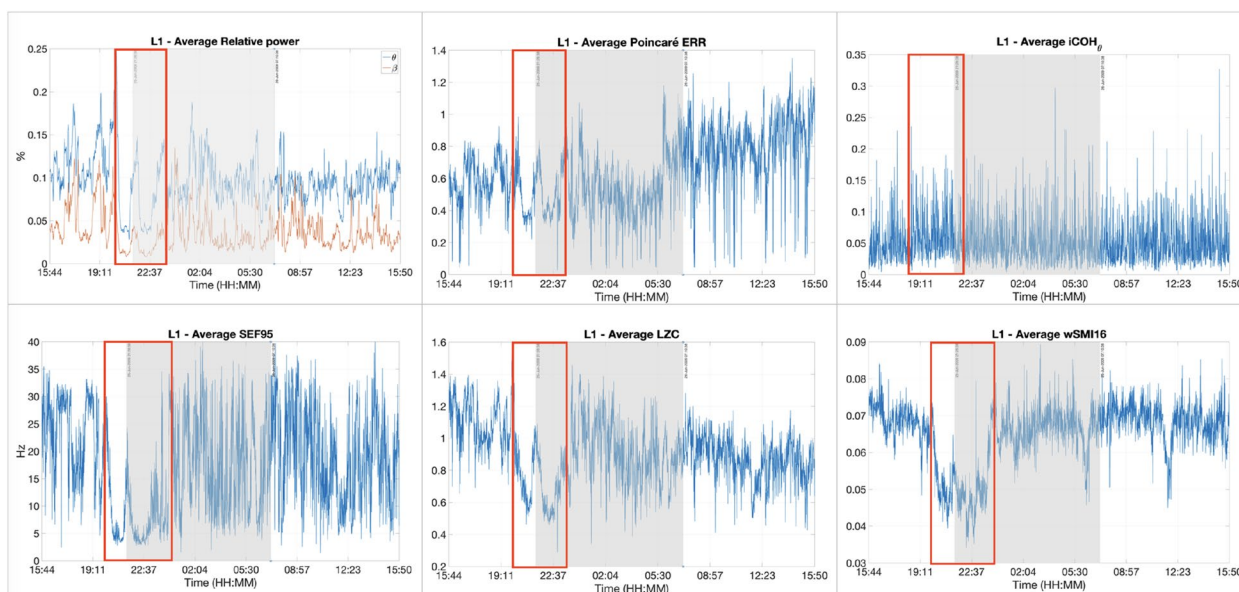 L1 - Average Relative power
0.25
0.2
0.15
0.1
0.05
0
%
θ
β
15:44 19:11 22:37 02:04 05:30 08:57 12:23 15:50
Time (HH:MM)
L1 - Average Poincaré ERR
1.4
1.2
1
0.8
0.6
0.4
0.2
0
15:44 19:11 22:37 02:04 05:30 08:57 12:23 15:50
Time (HH:MM)
L1 - Average iCOHθ
0.35
0.3
0.25
0.2
0.15
0.1
0.05
0
15:44 19:11 22:37 02:04 05:30 08:57 12:23 15:50
Time (HH:MM)
L1 - Average SEF95
40
35
30
25
20
15
10
5
0
Hz
15:44 19:11 22:37 02:04 05:30 08:57 12:23 15:50
Time (HH:MM)
L1 - Average LZC
1.6
1.4
1.2
1
0.8
0.6
0.4
0.2
15:44 19:11 22:37 02:04 05:30 08:57 12:23 15:50
Time (HH:MM)
L1 - Average wSMI16
0.09
0.08
0.07
0.06
0.05
0.04
0.03
15:44 19:11 22:37 02:04 05:30 08:57 12:23 15:50
Time (HH:MM)